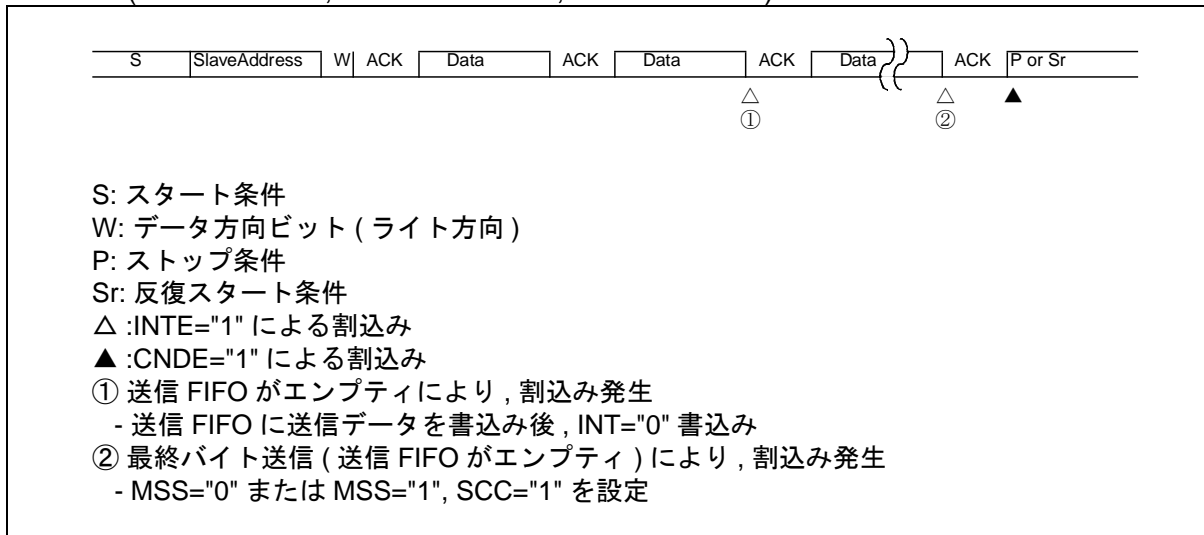 S SlaveAddress W ACK Data ACK Data ACK Data ACK P or Sr
△ △ ▲
① ②
S: スタート条件
W: データ方向ビット ( ライト方向 )
P: ストップ条件
Sr: 反復スタート条件
△ :INTE="1" による割込み
▲ :CNDE="1" による割込み
① 送信 FIFO がエンプティにより , 割込み発生
- 送信 FIFO に送信データを書込み後 , INT="0" 書込み
② 最終バイト送信 ( 送信 FIFO がエンプティ ) により , 割込み発生
- MSS="0" または MSS="1", SCC="1" を設定